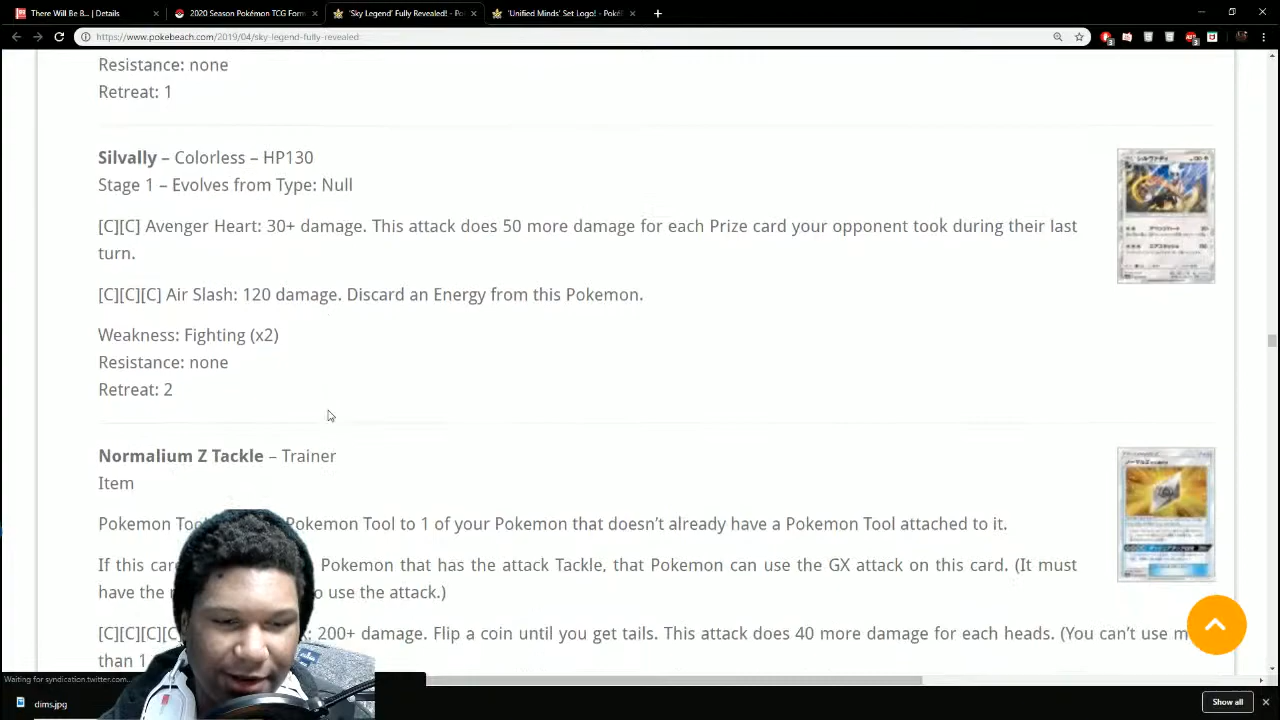 There Will Be B... | Details
2020 Season Pokémon TCG Form
'Sky Legend' Fully Revealed! - Po
'Unified Minds' Set Logo! - Poké
https://www.pokebeach.com/2019/04/sky-legend-fully-revealed
Resistance: none
Retreat: 1
Silvally – Colorless – HP130
Stage 1 – Evolves from Type: Null
[C][C] Avenger Heart: 30+ damage. This attack does 50 more damage for each Prize card your opponent took during their last
turn.
[C][C][C] Air Slash: 120 damage. Discard an Energy from this Pokemon.
Weakness: Fighting (x2)
Resistance: none
Retreat: 2
Normalium Z Tackle – Trainer
Item
Pokemon Pokemon Tool to 1 of your Pokemon that doesn't already have a Pokemon Tool attached to it.
If this Pokemon that has the attack Tackle, that Pokemon can use the GX attack on this card. (It must
have the to use the attack.)
[C][C][C][C] 200+ damage. Flip a coin until you get tails. This attack does 40 more damage for each heads. (You can't use
than 1
Waiting for syndication.twitter.com...
dims.jpg
Show all